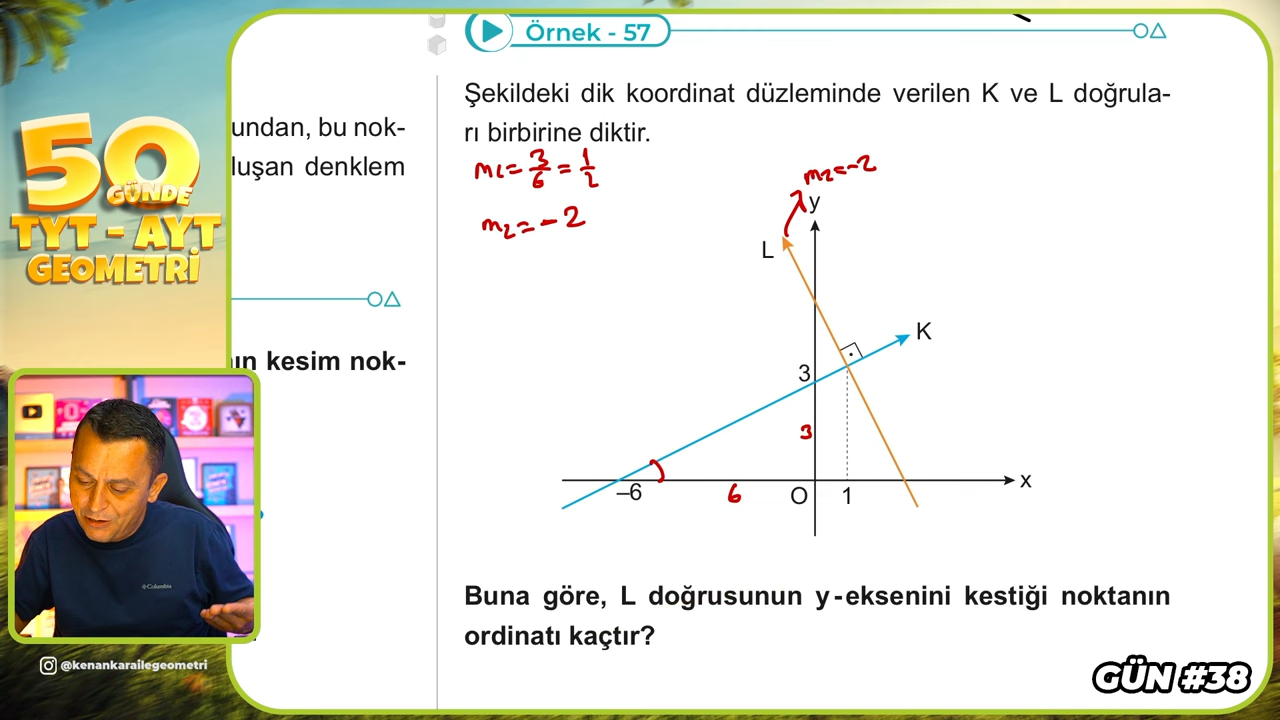 Örnek - 57
Şekildeki dik koordinat düzleminde verilen K ve L doğrula-
rı birbirine diktir.
m₁ = 3/6 = 1/2
m₂ = -2
m₂ = -2
y
L
K
3
3
-6
6
O
1
x
Buna göre, L doğrusunun y-eksenini kestiği noktanın
ordinatı kaçtır?
undan, bu nok-
luşan denklem
nın kesim nok-
50
GÜNDE
TYT - AYT
GEOMETRİ
Columbia
@kenankarailegeometri
GÜN #38